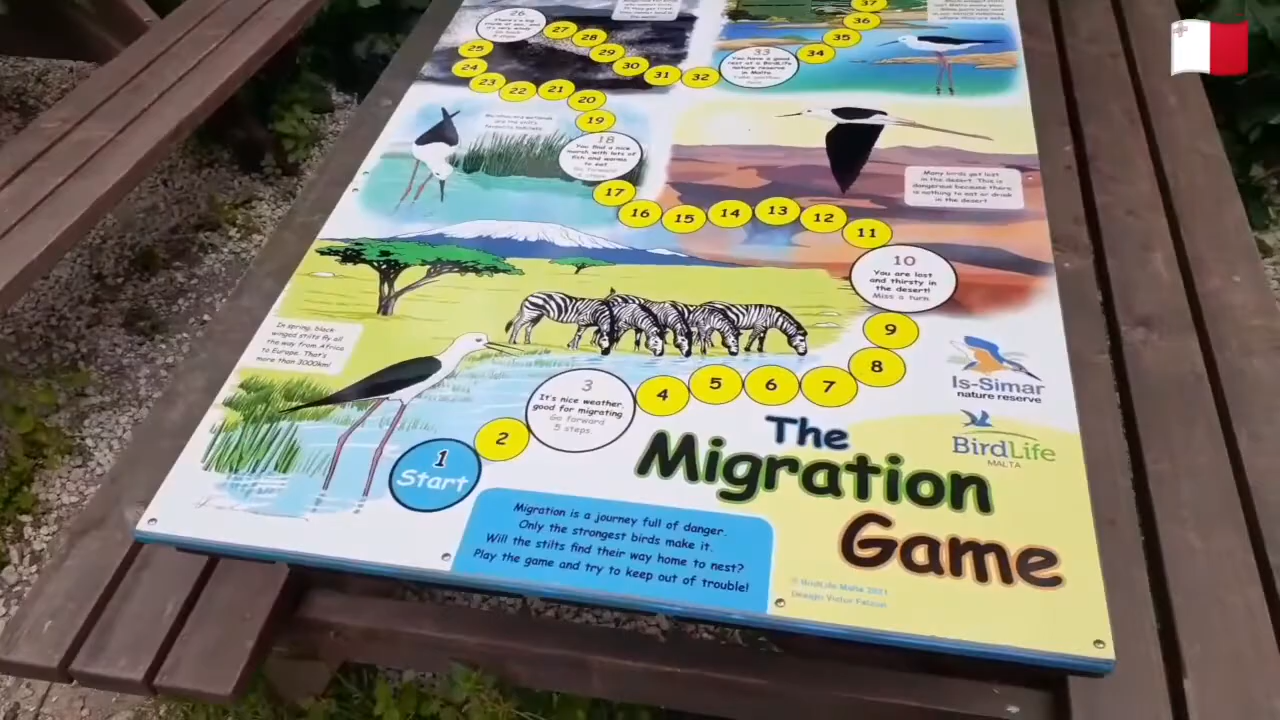 26
There's a big
Go back
27
28
29
30
31
32
25
24
23
22
21
20
19
33
You have a good
rest at a BirdLife
nature reserve
in Malta
34
35
36
37
18
You find a nice
marsh with lots of
fish and worms
to eat
Go forward
17
16
15
14
13
12
11
Many birds get lost
in the desert. This is
dangerous because there
is nothing to eat or drink
in the desert
10
You are lost
and thirsty in
the desert!
Miss a turn
9
8
7
6
5
4
In spring, black-
winged stilts fly all
the way from Africa
to Europe. That's
more than 3000km!
3
It's nice weather,
good for migrating
Go forward
5 steps
2
1
Start
Is-Simar
nature reserve
BirdLife
MALTA
The
Migration
Game
Migration is a journey full of danger.
Only the strongest birds make it.
Will the stilts find their way home to nest?
Play the game and try to keep out of trouble!
© BirdLife Malta 2021
Design: Victor Falzon